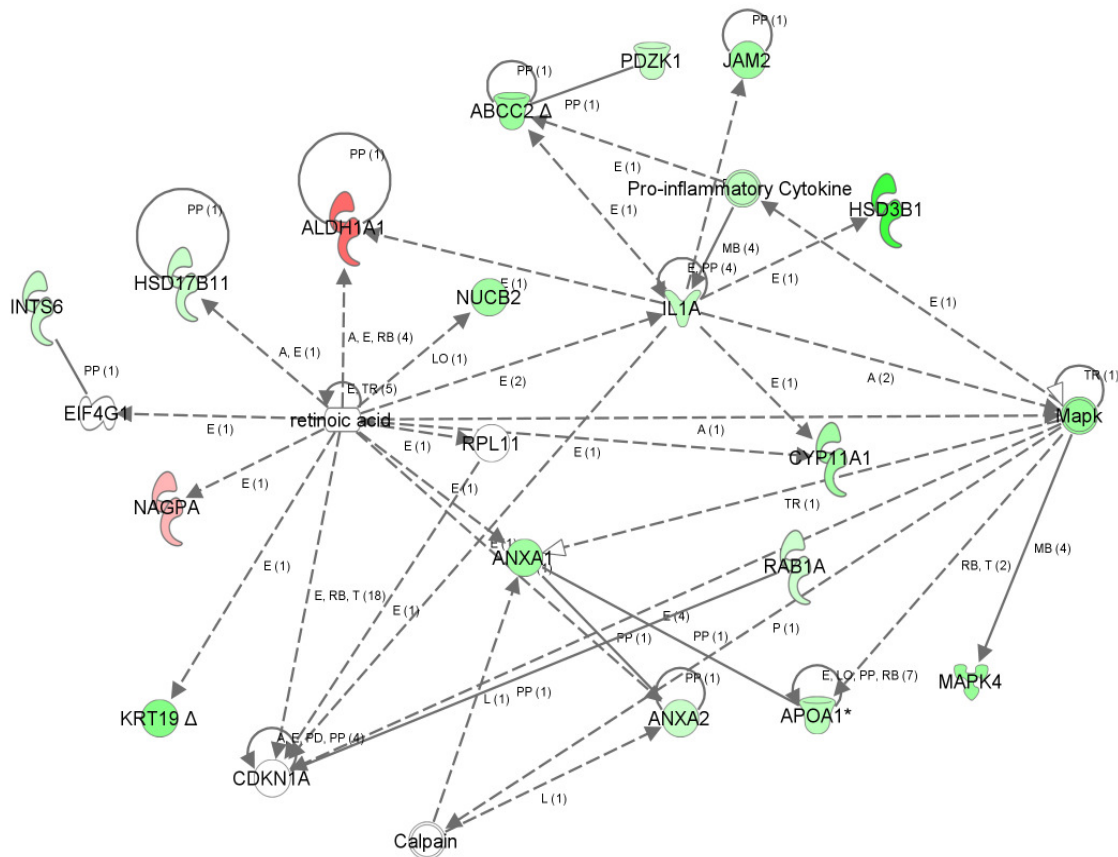 PP (1)
PP (1)
PDZK1
JAM2
ABCC2 Δ
PP (1)
PP (1)
E (1)
Pro-inflammatory Cytokine
HSD3B1
ALDH1A1
PP (1)
E (1)
MB (4)
HSD17B11
E, PP (4)
E (1)
E (1)
INTS6
NUCB2
IL1A
E (1)
A, E (1)
A, E, RB (4)
LO (1)
PP (1)
E (2)
E (1)
A (2)
TR (1)
E, TR (5)
EIF4G1
retinoic acid
Mapk
E (1)
E (1)
RPL11
A (1)
E (1)
CYP11A1
E (1)
E (1)
NAGPA
TR (1)
ANXA1
RAB1A
MB (4)
E (1)
RB, T (2)
E, RB, T (18)
E (1)
E (4)
P (1)
PP (1)
PP (1)
E, LO, PP, RB (7)
MAPK4
PP (1)
L (1)
PP (1)
KRT19 Δ
ANXA2
APOA1*
A, E, PD, PP (4)
CDKN1A
L (1)
Calpain